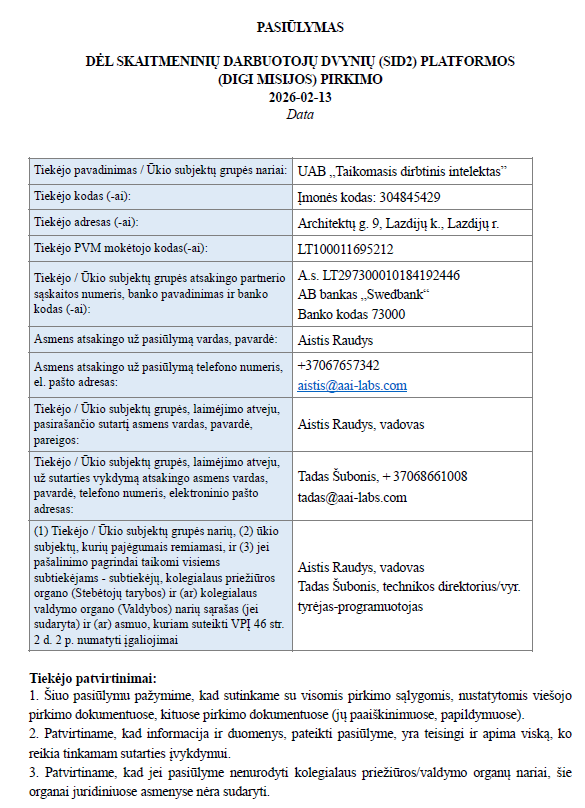 PASIŪLYMAS
DĖL SKAITMENINIŲ DARBUOTOJŲ DVYNIŲ (SID2) PLATFORMOS
(DIGI MISIJOS) PIRKIMO
2026-02-13
Data
Tiekėjo pavadinimas / Ūkio subjektų grupės nariai:
UAB „Taikomasis dirbtinis intelektas”
Tiekėjo kodas (-ai):
Įmonės kodas: 304845429
Tiekėjo adresas (-ai):
Architektų g. 9, Lazdijų k., Lazdijų r.
Tiekėjo PVM mokėtojo kodas(-ai):
LT100011695212
Tiekėjo / Ūkio subjektų grupės atsakingo partnerio
sąskaitos numeris, banko pavadinimas ir banko
kodas (-ai):
A.s. LT297300010184192446
AB bankas „Swedbank“
Banko kodas 73000
Asmens atsakingo už pasiūlymą vardas, pavardė:
Aistis Raudys
Asmens atsakingo už pasiūlymą telefono numeris,
el. pašto adresas:
+37067657342
aistis@aai-labs.com
Tiekėjo / Ūkio subjektų grupės, laimėjimo atveju,
pasirašančio sutartį asmens vardas, pavardė,
pareigos:
Aistis Raudys, vadovas
Tiekėjo / Ūkio subjektų grupės, laimėjimo atveju,
už sutarties vykdymą atsakingo asmens vardas,
pavardė, telefono numeris, elektroninio pašto
adresas:
Tadas Šubonis, + 37068661008
tadas@aai-labs.com
(1) Tiekėjo / Ūkio subjektų grupės narių, (2) ūkio
subjektų, kurių pajėgumais remiamasi, ir (3) jei
pašalinimo pagrindai taikomi visiems
subtiekėjams - subtiekėjų, kolegialaus priežiūros
organo (Stebėtojų tarybos) ir (ar) kolegialaus
valdymo organo (Valdybos) narių sąrašas (jei
sudaryta) ir (ar) asmuo, kuriam suteikti VPĮ 46 str.
2 d. 2 p. numatyti įgaliojimai
Aistis Raudys, vadovas
Tadas Šubonis, technikos direktorius/vyr.
tyrėjas-programuotojas
Tiekėjo patvirtinimai:
1. Šiuo pasiūlymu pažymime, kad sutinkame su visomis pirkimo sąlygomis, nustatytomis viešojo
pirkimo dokumentuose, kituose pirkimo dokumentuose (jų paaiškinimuose, papildymuose).
2. Patvirtiname, kad informacija ir duomenys, pateikti pasiūlyme, yra teisingi ir apima viską, ko
reikia tinkamam sutarties įvykdymui.
3. Patvirtiname, kad jei pasiūlyme nenurodyti kolegialaus priežiūros/valdymo organų nariai, šie
organai juridiniuose asmenyse nėra sudaryti.